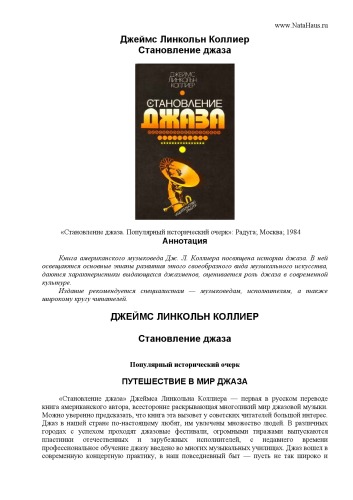 www.NataHaus.ru
Джеймс Линкольн Коллиер
Становление джаза
ДЖЕЙМС
ЛИНКОЛЬН
КОЛЛИЕР
СТАНОВЛЕНИЕ
ДЖАЗА
«Становление джаза. Популярный исторический очерк»: Радуга; Москва; 1984
Аннотация
Книга американского музыковеда Дж. Л. Коллиера посвящена истории джаза. В ней
освещаются основные этапы развития этого своеобразного вида музыкального искусства,
даются характеристики выдающихся джазменов, оценивается роль джаза в современной
культуре.
Издание рекомендуется специалистам — музыковедам, исполнителям, а также
широкому кругу читателей.
ДЖЕЙМС ЛИНКОЛЬН КОЛЛИЕР
Становление джаза
Популярный исторический очерк
ПУТЕШЕСТВИЕ В МИР ДЖАЗА
«Становление джаза» Джеймса Линкольна Коллиера — первая в русском переводе
книга американского автора, всесторонне раскрывающая многоликий мир джазовой музыки.
Можно уверенно предсказать, что книга эта вызовет у советских читателей большой интерес.
Джаз в нашей стране по-настоящему любят, им увлечены множество людей. В различных
городах с успехом проходят джазовые фестивали, огромными тиражами выпускаются
пластинки отечественных и зарубежных исполнителей, с недавнего времени
профессиональное обучение джазу введено во многих музыкальных училищах. Джаз вошел в
современную концертную практику, в наш повседневный быт — пусть не так широко и